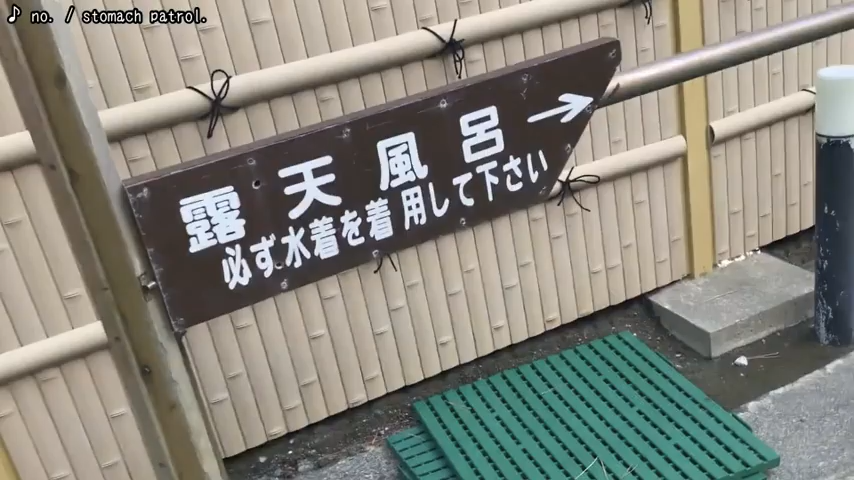 ♪ no. / stomach patrol.
露天風呂→
必ず水着を着用して下さい